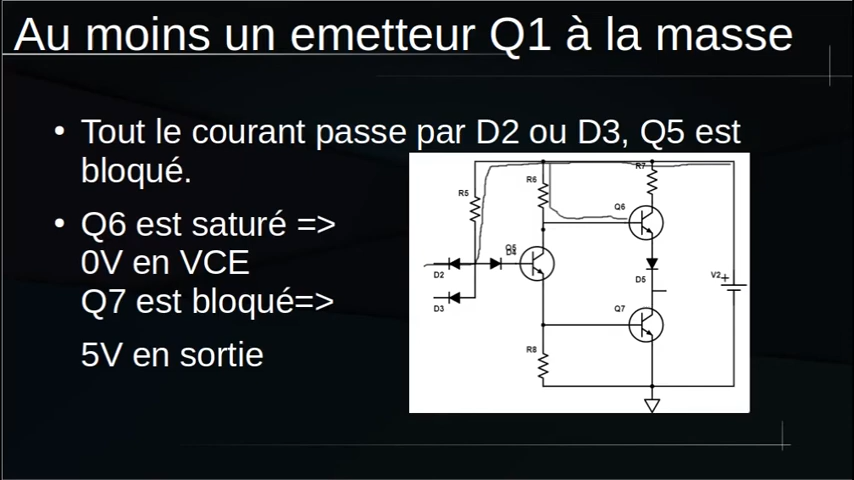 Au moins un emetteur Q1 à la masse
• Tout le courant passe par D2 ou D3, Q5 est
bloqué.
• Q6 est saturé =>
0V en VCE
Q7 est bloqué=>
5V en sortie
R7
R5
R6
Q6
Q5
D4
D2
D5
V2
D3
Q7
R8